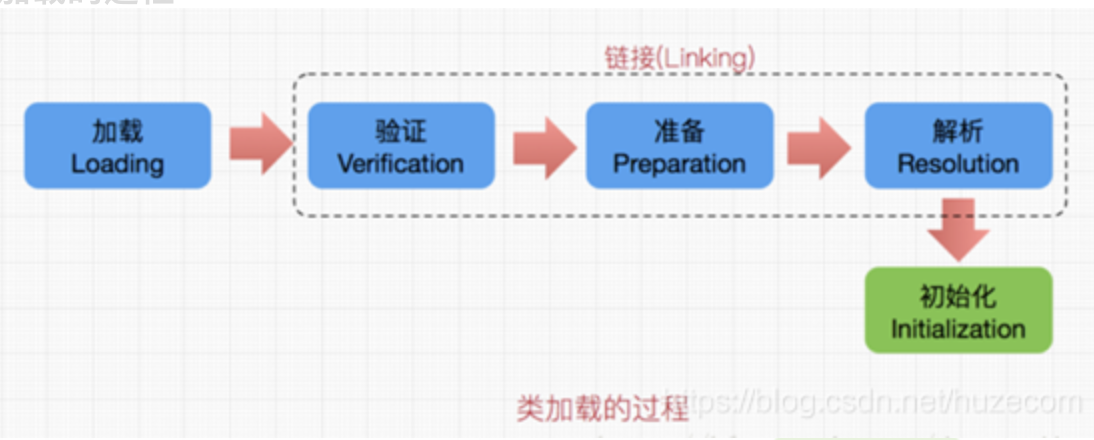 链接(Linking)
加载
Loading
验证
Verification
准备
Preparation
解析
Resolution
初始化
Initialization
类加载的过程
https://blog.csdn.net/huzecom